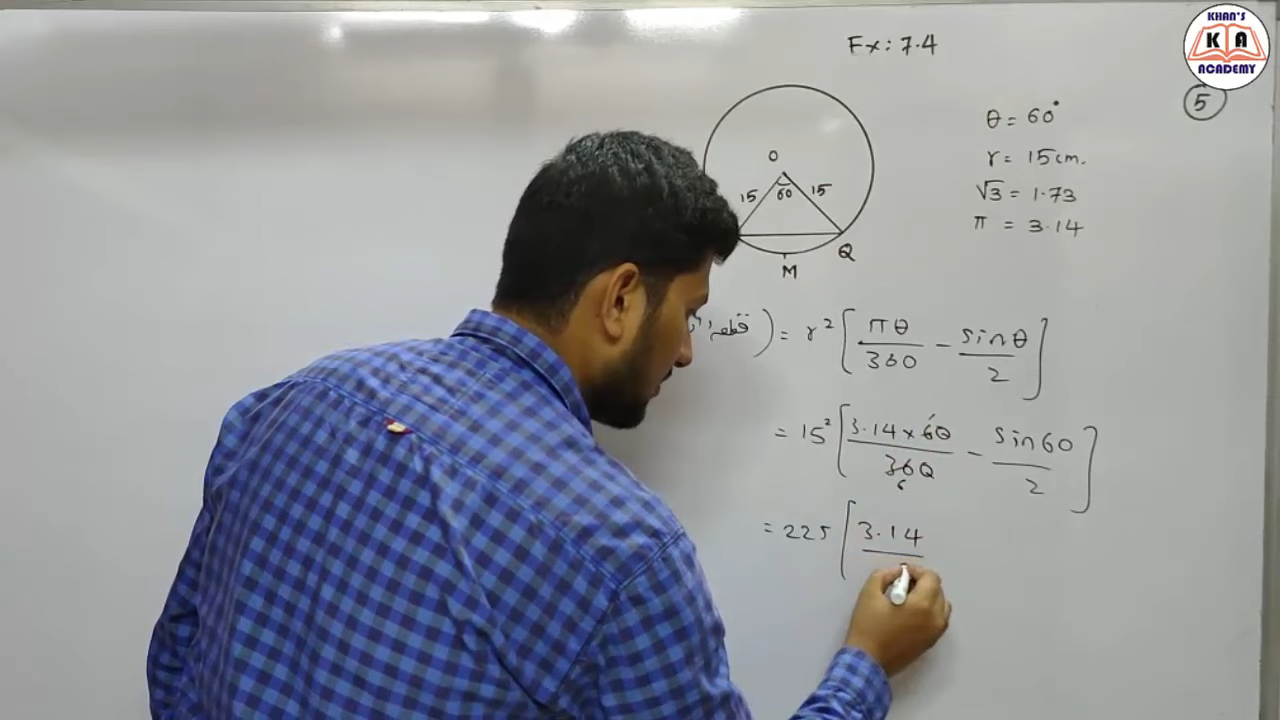 KHAN'S
K A
ACADEMY
Ex: 7.4
5
θ = 60°
r = 15 cm.
√3 = 1.73
π = 3.14
O
15 60 15
Q
M
) = r² [ πθ/360 − sinθ/2 ]
= 15² [ 3.14 × 60/360 − sin60/2 ]
6
= 225 [ 3.14